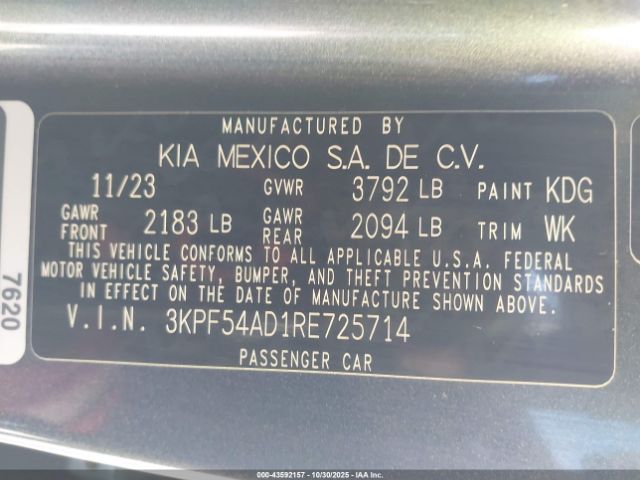 MANUFACTURED BY
KIA MEXICO S.A. DE C.V.
11/23 GVWR 3792 LB PAINT KDG
GAWR FRONT 2183 LB GAWR REAR 2094 LB TRIM WK
THIS VEHICLE CONFORMS TO ALL APPLICABLE U.S.A. FEDERAL
MOTOR VEHICLE SAFETY, BUMPER, AND THEFT PREVENTION STANDARDS
IN EFFECT ON THE DATE OF MANUFACTURE SHOWN ABOVE.
V.I.N. 3KPF54AD1RE725714
PASSENGER CAR
7620
000-43592157 - 10/30/2025 - IAAI, Inc.